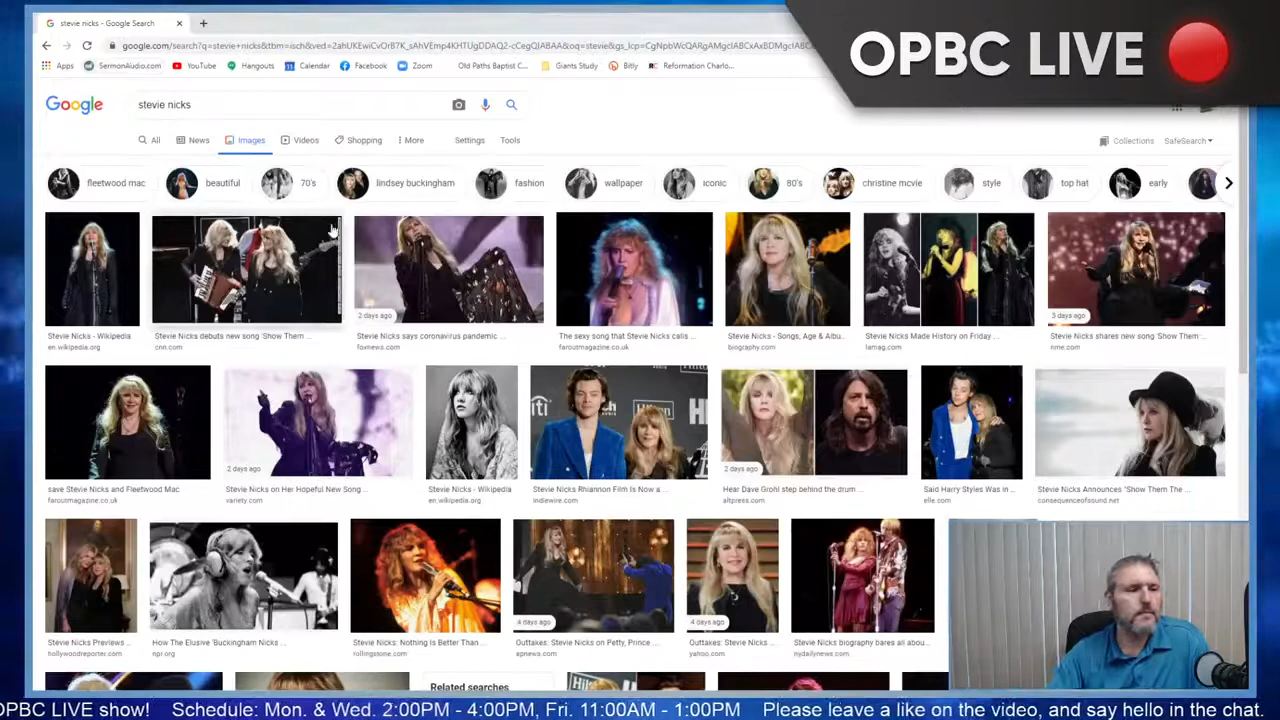 stevie nicks - Google Search
OPBC LIVE
google.com/search?q=stevie+nicks&tbm=isch&ved=2ahUKEwiCvOr87K_sAhVEmp4KHTUgDDAQ2-cCegQIABAA&oq=stevie&gs_lcp=
Apps SermonAudio.com YouTube Hangouts Calendar Facebook Zoom Old Paths Baptist C... Giants Study Bitly Reformation Charlo...
Google stevie nicks
All News Images Videos Shopping More Settings Tools Collections SafeSearch
fleetwood mac beautiful 70's lindsey buckingham fashion wallpaper iconic 80's christine mcvie style top hat early
2 days ago 3 days ago
Stevie Nicks - Wikipedia Stevie Nicks debuts new song 'Show Them ... Stevie Nicks says coronavirus pandemic ... The sexy song that Stevie Nicks calls ... Stevie Nicks - Songs, Age & Albu... Stevie Nicks Made History on Friday ... Stevie Nicks shares new song 'Show Them ...
en.wikipedia.org cnn.com foxnews.com faroutmagazine.co.uk biography.com lamag.com nme.com
citi Hilton
2 days ago 2 days ago
save Stevie Nicks and Fleetwood Mac Stevie Nicks on Her Hopeful New Song ... Stevie Nicks - Wikipedia Stevie Nicks Rhiannon Film Is Now a ... Hear Dave Grohl step behind the drum ... Said Harry Styles Was in ... Stevie Nicks Announces "Show Them The ...
faroutmagazine.co.uk variety.com en.wikipedia.org indiewire.com altpress.com elle.com consequenceofsound.net
4 days ago 4 days ago
Stevie Nicks Previews ... How The Elusive 'Buckingham Nicks ... Stevie Nicks: Nothing Is Better Than ... Outtakes: Stevie Nicks on Petty, Prince ... Outtakes: Stevie Nicks ... Stevie Nicks biography bares all abou...
hollywoodreporter.com npr.org rollingstone.com apnews.com yahoo.com nydailynews.com
Related searches
OPBC LIVE show! Schedule: Mon. & Wed. 2:00PM - 4:00PM, Fri. 11:00AM - 1:00PM Please leave a like on the video, and say hello in the chat.